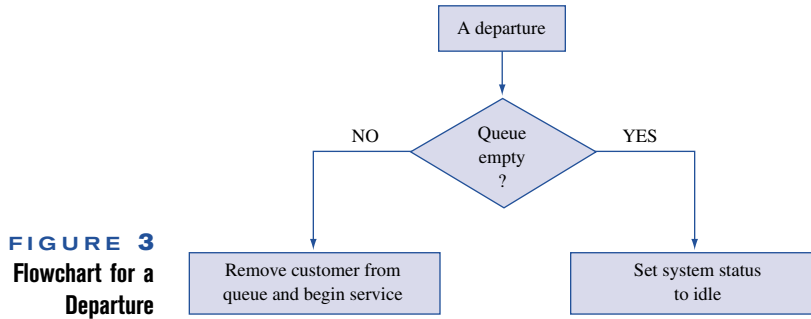 A departure
Queue
empty
?
NO
YES
Remove customer from
queue and begin service
Set system status
to idle
FIGURE 3
Flowchart for a
Departure